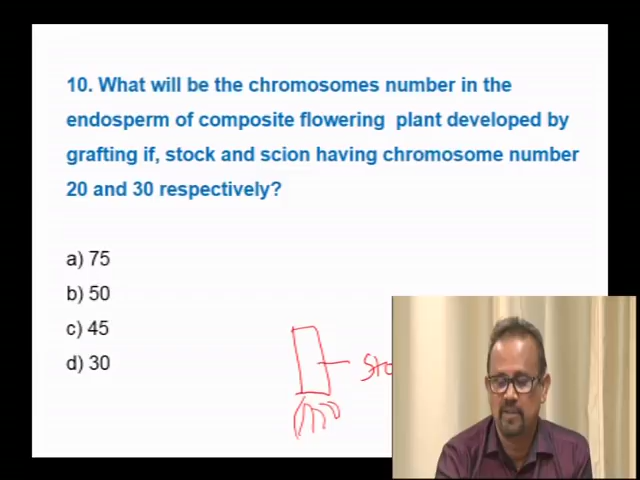 10. What will be the chromosomes number in the
endosperm of composite flowering plant developed by
grafting if, stock and scion having chromosome number
20 and 30 respectively?
a) 75
b) 50
c) 45
d) 30